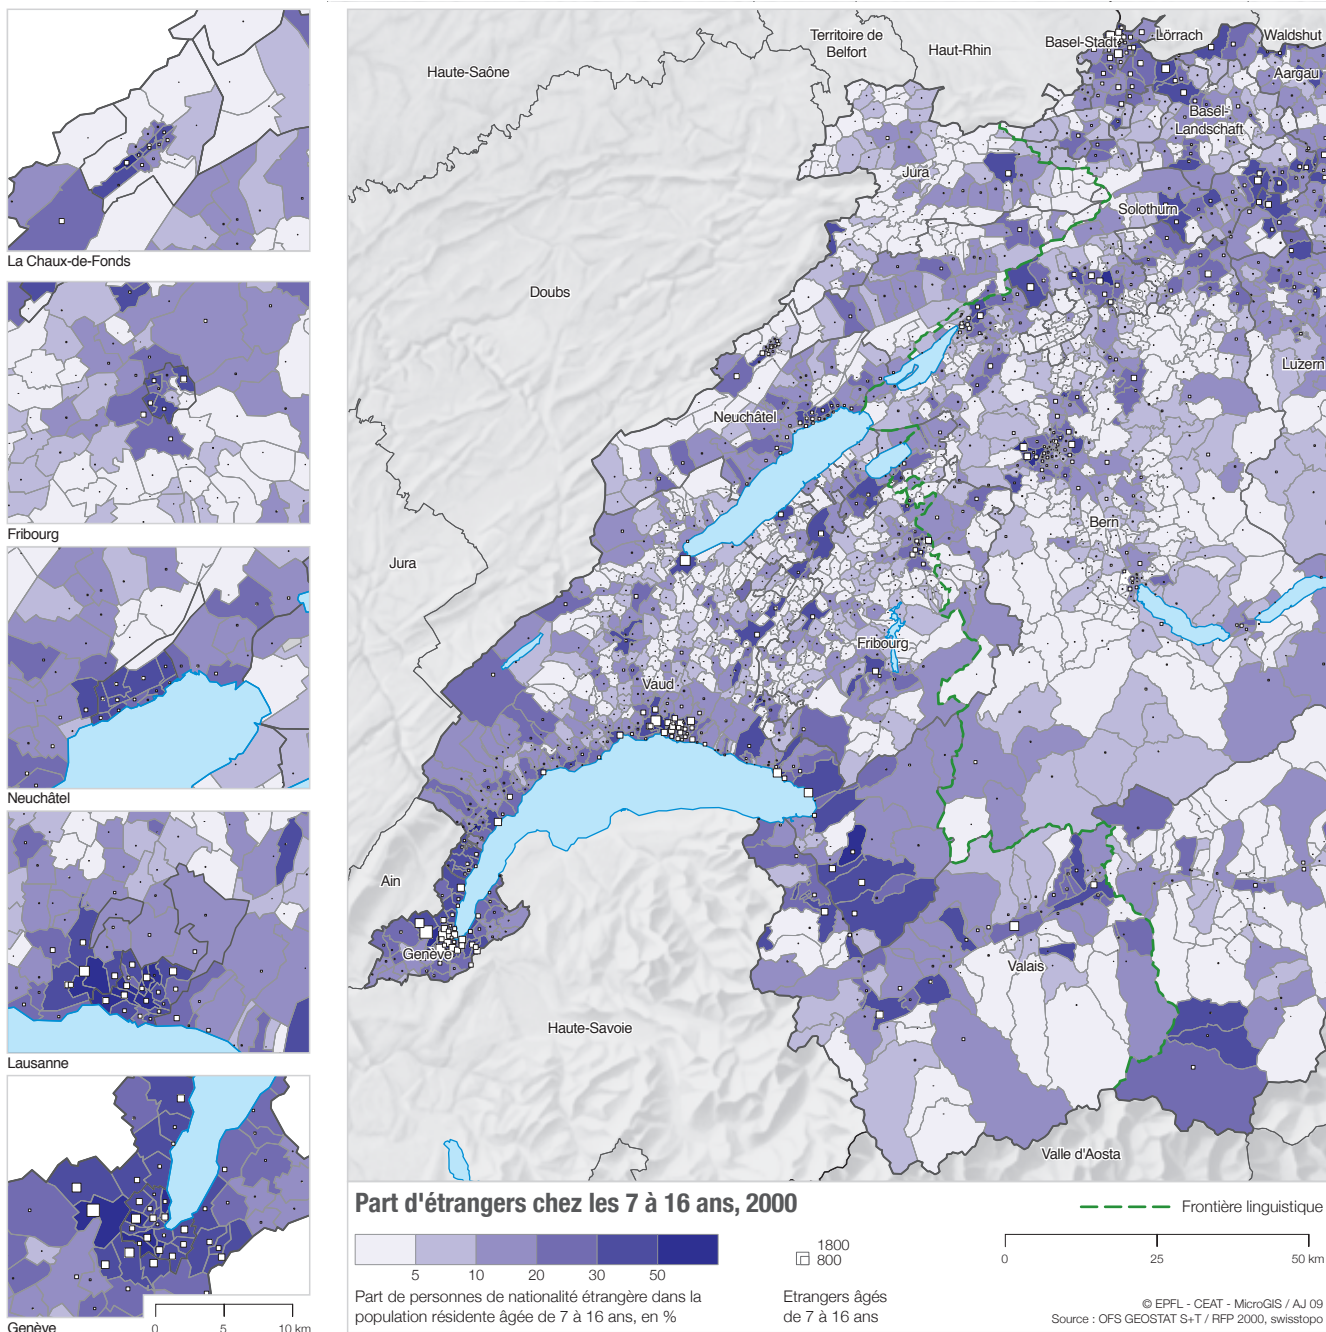 La Chaux-de-Fonds
Fribourg
Neuchâtel
Lausanne
Genève
0 5 10 km
Territoire de
Belfort
Haut-Rhin
Basel-Stadt
Lörrach
Waldshut
Haute-Saône
Aargau
Basel-
Landschaft
Jura
Solothurn
Doubs
Luzern
Neuchâtel
Bern
Jura
Fribourg
Vaud
Ain
Genève
Valais
Haute-Savoie
Valle d'Aosta
Part d'étrangers chez les 7 à 16 ans, 2000
5 10 20 30 50
Part de personnes de nationalité étrangère dans la
population résidente âgée de 7 à 16 ans, en %
1800
800
Etrangers âgés
de 7 à 16 ans
Frontière linguistique
0 25 50 km
© EPFL - CEAT - MicroGIS / AJ 09
Source : OFS GEOSTAT S+T / RFP 2000, swisstopo